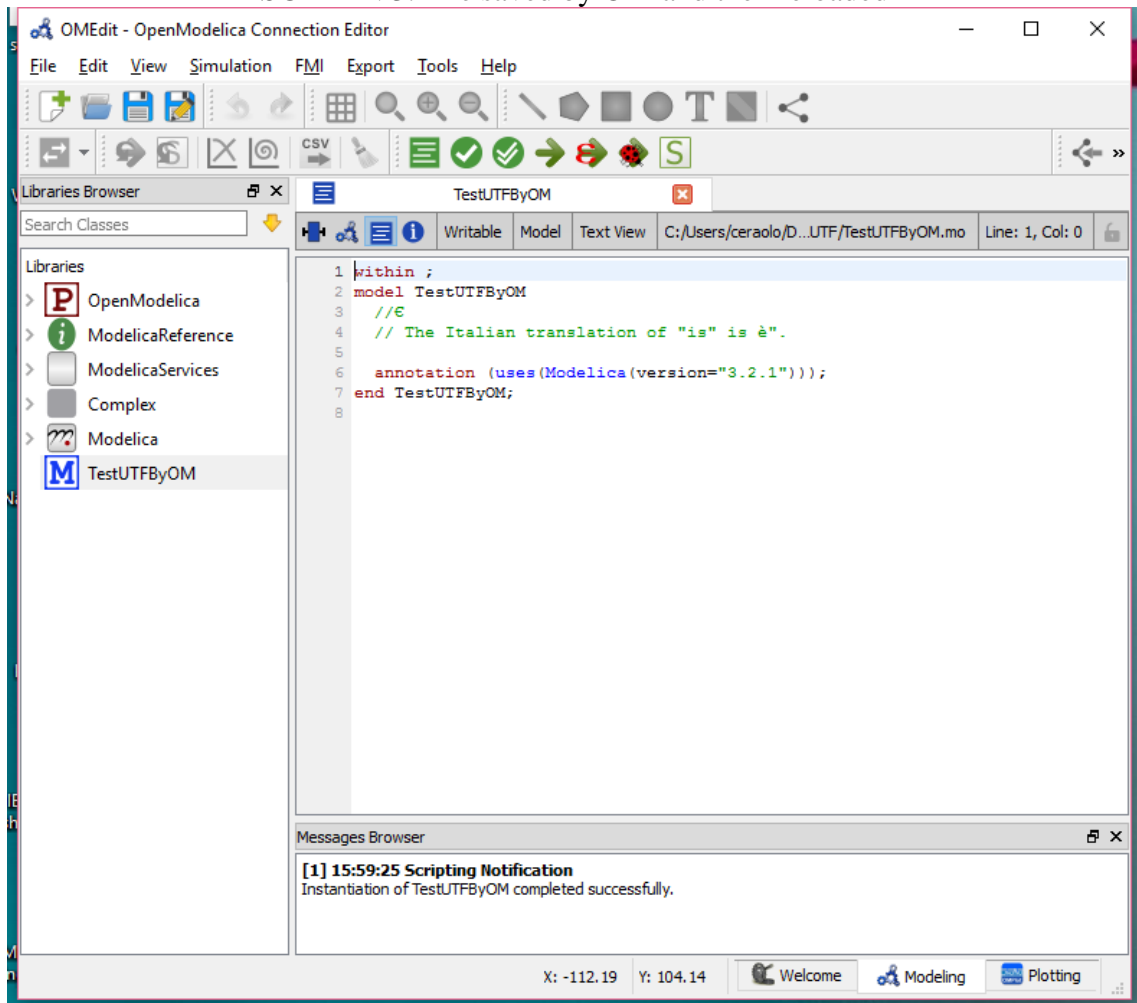 OMEdit - OpenModelica Connection Editor
File Edit View Simulation FMI Export Tools Help
T
CSV
S
Libraries Browser
TestUTFByOM
Search Classes
Writable Model Text View C:/Users/ceraolo/D...UTF/TestUTFByOM.mo Line: 1, Col: 0
Libraries
P OpenModelica
i ModelicaReference
ModelicaServices
Complex
m Modelica
M TestUTFByOM
1 within ;
2 model TestUTFByOM
3 //€
4 // The Italian translation of "is" is è".
5
6 annotation (uses(Modelica(version="3.2.1")));
7 end TestUTFByOM;
8
Messages Browser
[1] 15:59:25 Scripting Notification
Instantiation of TestUTFByOM completed successfully.
X: -112.19 Y: 104.14 Welcome Modeling Plotting